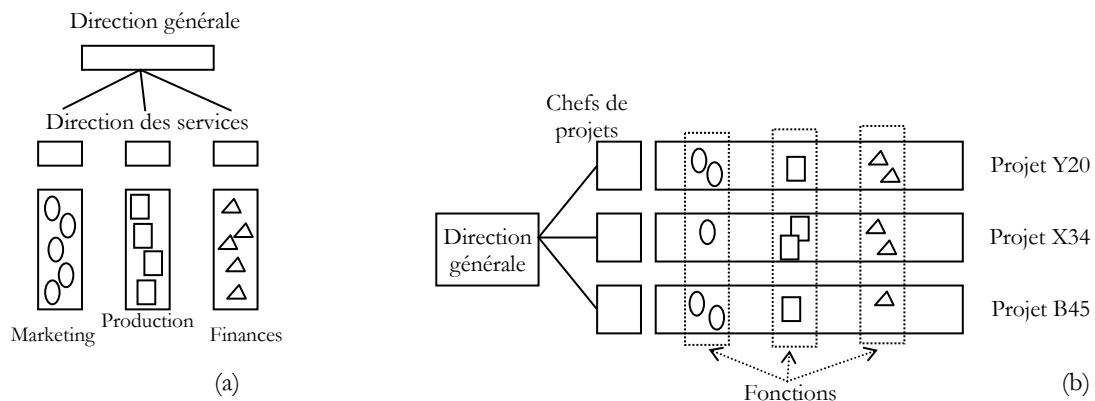 Direction générale
Direction des services
Marketing
Production
Finances
(a)
Chefs de
projets
Direction
générale
Projet Y20
Projet X34
Projet B45
Fonctions
(b)